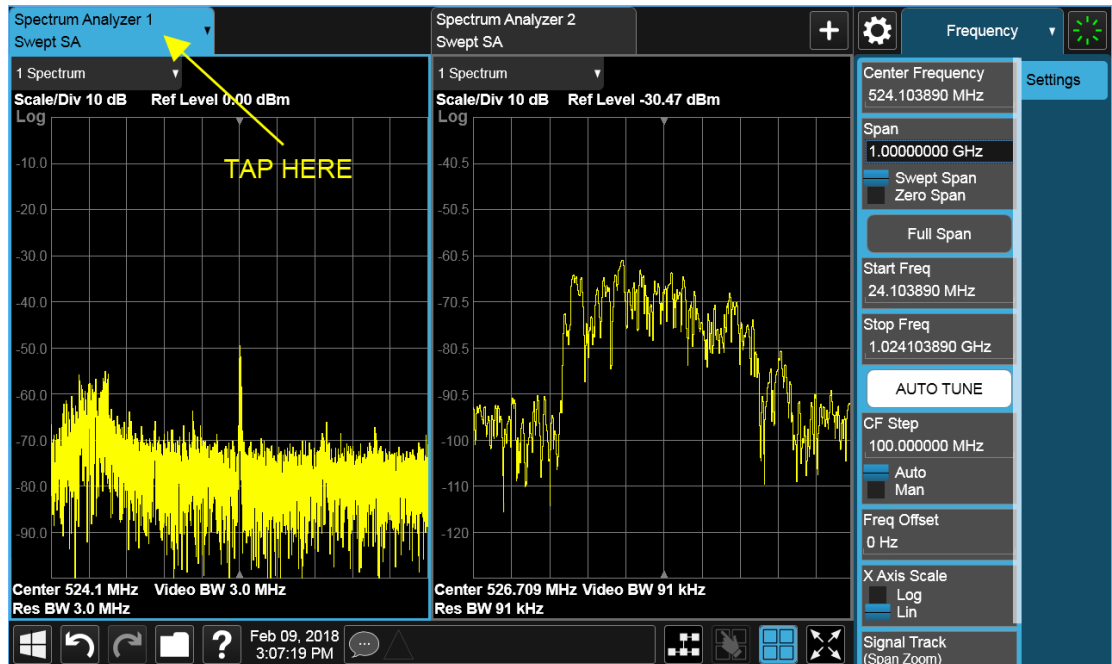 Spectrum Analyzer 1
Swept SA
Spectrum Analyzer 2
Swept SA
+
Frequency
1 Spectrum
Scale/Div 10 dB Ref Level 0.00 dBm
Log
-10.0
-20.0
-30.0
-40.0
-50.0
-60.0
-70.0
-80.0
-90.0
TAP HERE
Center 524.1 MHz Video BW 3.0 MHz
Res BW 3.0 MHz
1 Spectrum
Scale/Div 10 dB Ref Level -30.47 dBm
Log
-40.5
-50.5
-60.5
-70.5
-80.5
-90.5
-100
-110
-120
Center 526.709 MHz Video BW 91 kHz
Res BW 91 kHz
Center Frequency
524.103890 MHz
Span
1.00000000 GHz
Swept Span
Zero Span
Full Span
Start Freq
24.103890 MHz
Stop Freq
1.024103890 GHz
AUTO TUNE
CF Step
100.000000 MHz
Auto
Man
Freq Offset
0 Hz
X Axis Scale
Log
Lin
Signal Track
(Span Zoom)
Settings
?
Feb 09, 2018
3:07:19 PM